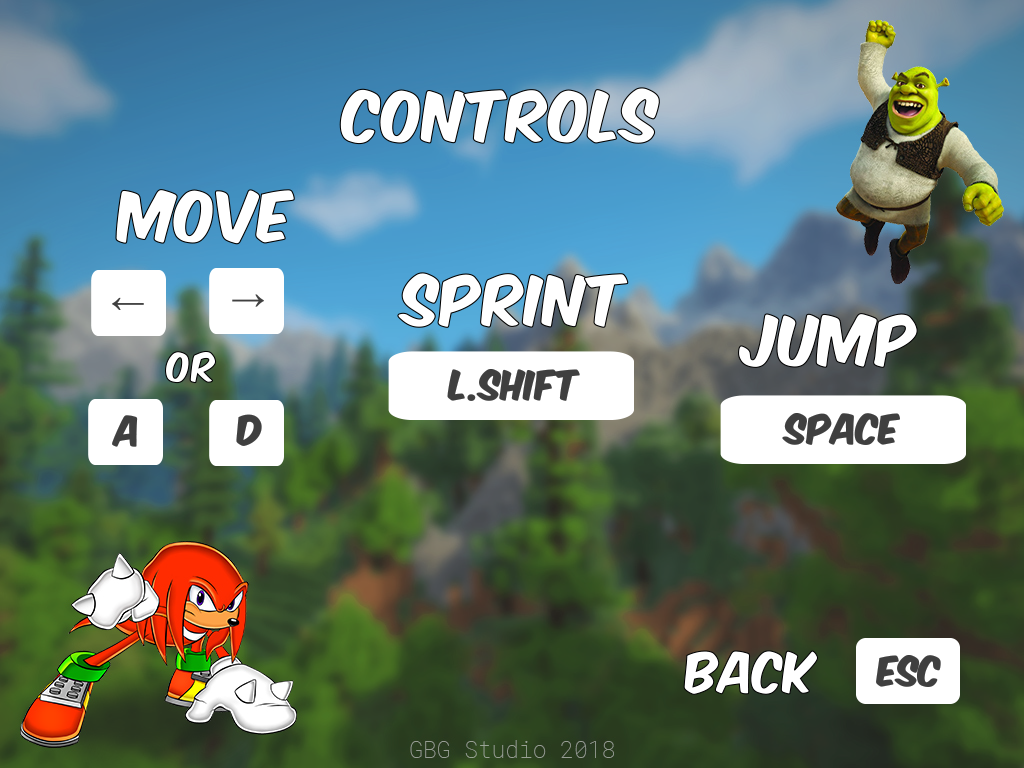 CONTROLS
MOVE
← →
OR
A D
SPRINT
L.SHIFT
JUMP
SPACE
BACK ESC
GBG Studio 2018